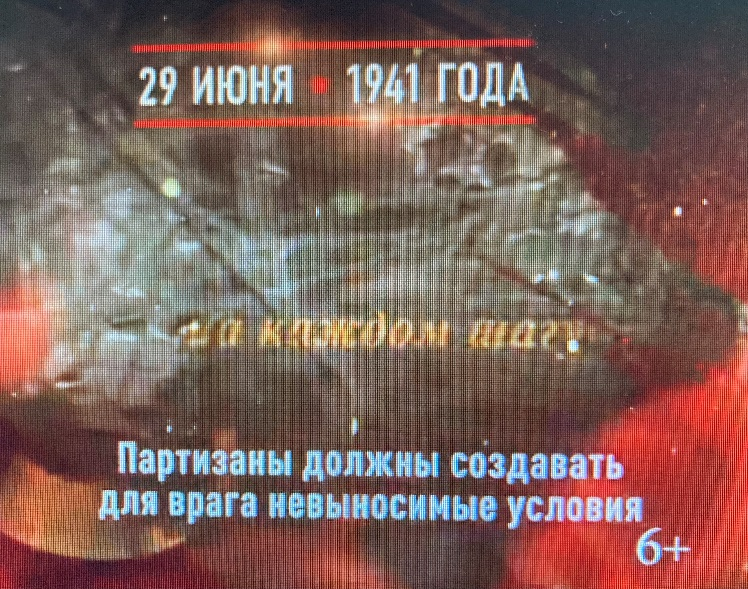 29 ИЮНЯ • 1941 ГОДА
на каждом шагу
Партизаны должны создавать
для врага невыносимые условия
6+